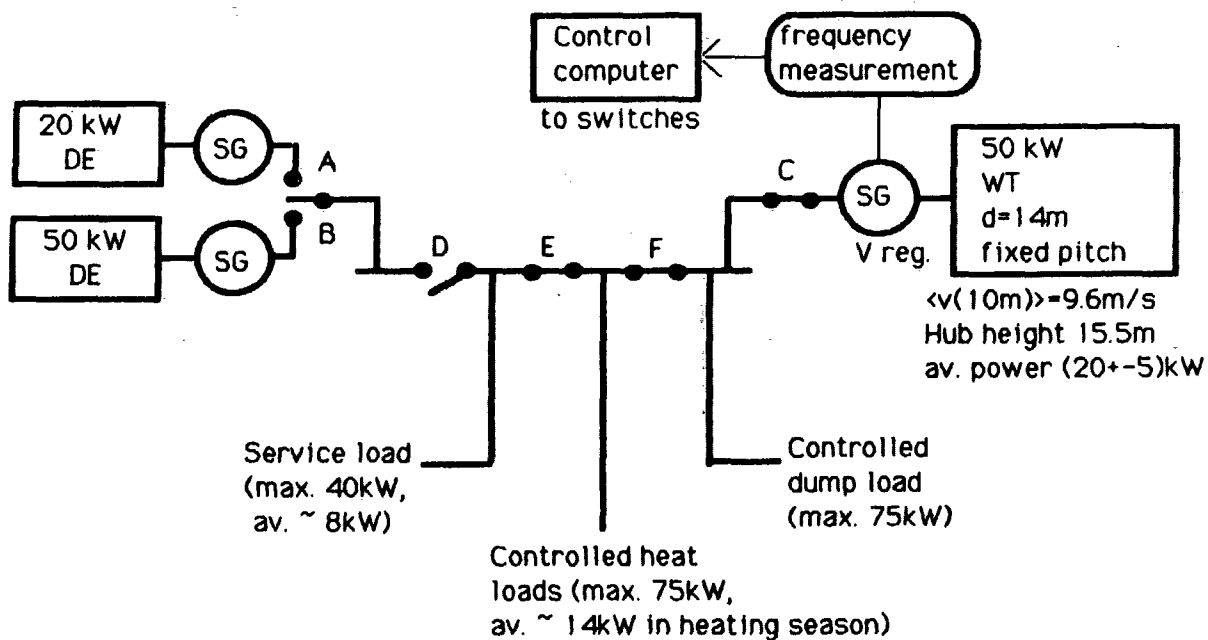 Control
computer
to switches
frequency
measurement
20 kW
DE
SG
A
50 kW
DE
SG
B
D
E
F
C
SG
V reg.
50 kW
WT
d=14m
fixed pitch
<v(10m)>=9.6m/s
Hub height 15.5m
av. power (20+-5)kW
Service load
(max. 40kW,
av. ~ 8kW)
Controlled heat
loads (max. 75kW,
av. ~ 14kW in heating season)
Controlled
dump load
(max. 75kW)